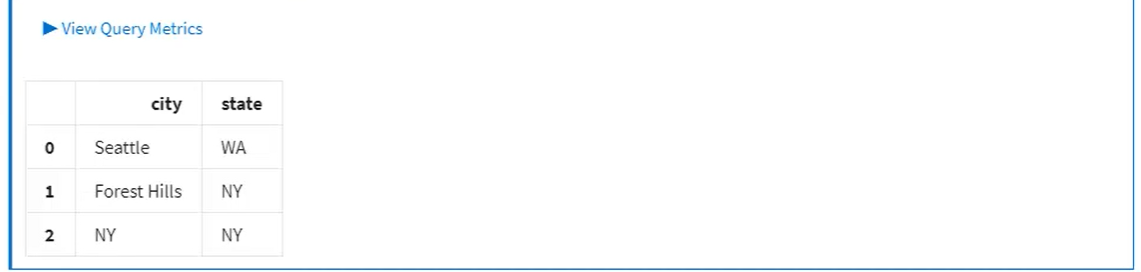 View Query Metrics
city state
0 Seattle WA
1 Forest Hills NY
2 NY NY